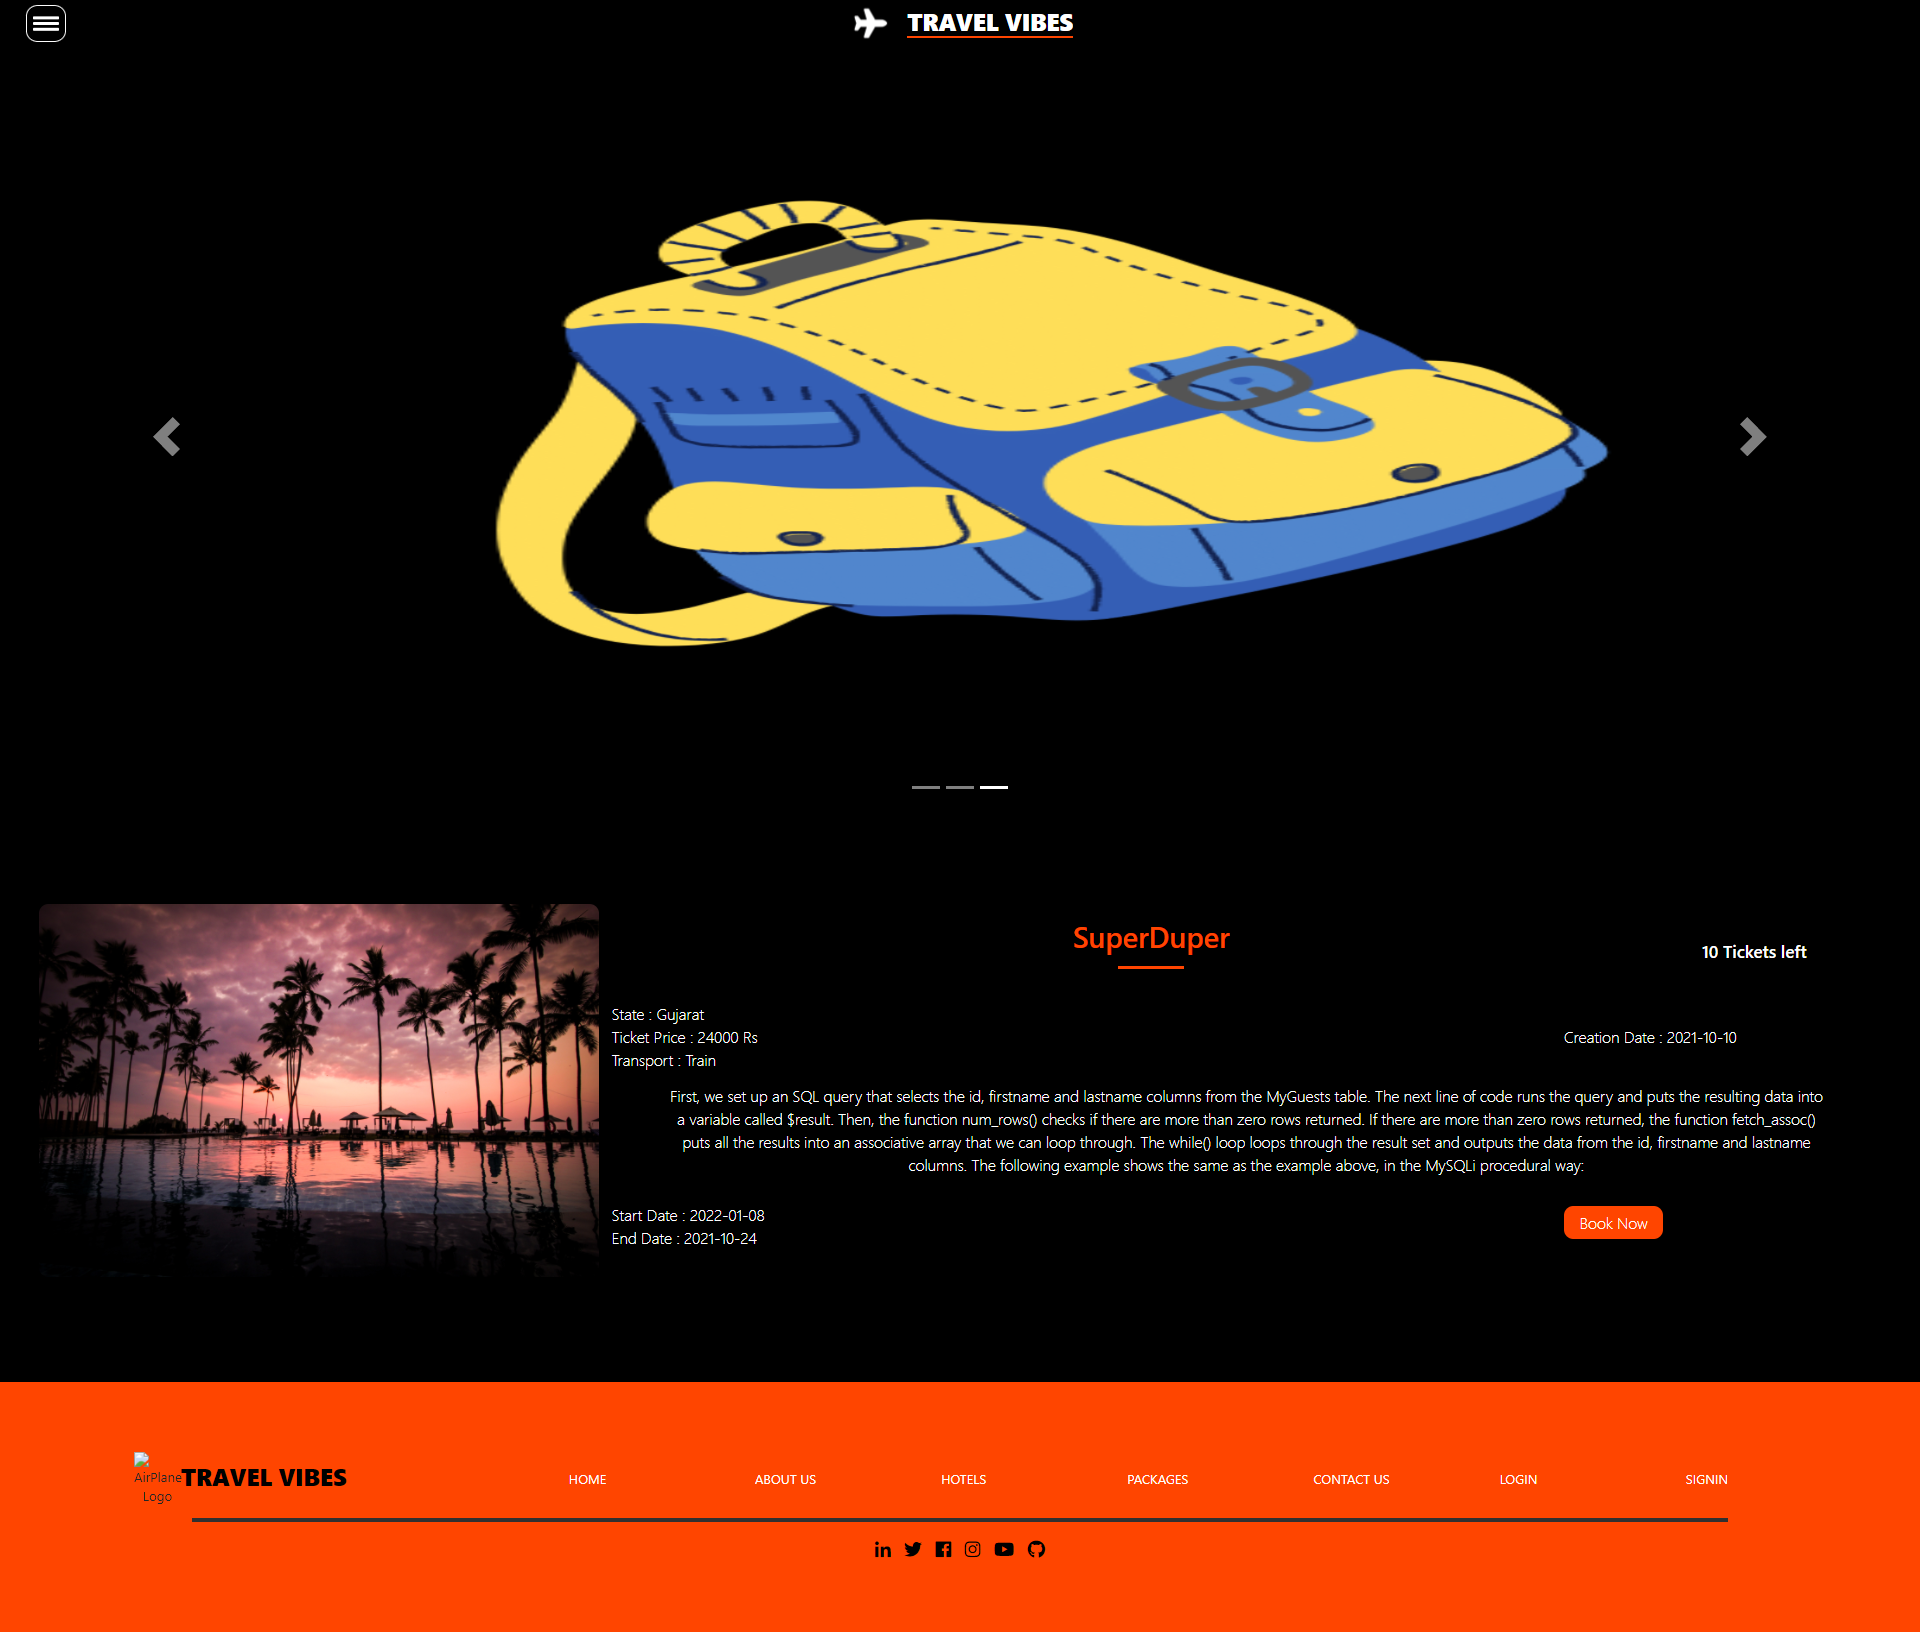 TRAVEL VIBES
SuperDuper
10 Tickets left
State : Gujarat
Ticket Price : 24000 Rs
Creation Date : 2021-10-10
Transport : Train
First, we set up an SQL query that selects the id, firstname and lastname columns from the MyGuests table. The next line of code runs the query and puts the resulting data into
a variable called $result. Then, the function num_rows() checks if there are more than zero rows returned. If there are more than zero rows returned, the function fetch_assoc()
puts all the results into an associative array that we can loop through. The while() loop loops through the result set and outputs the data from the id, firstname and lastname
columns. The following example shows the same as the example above, in the MySQLi procedural way:
Start Date : 2022-01-08
End Date : 2021-10-24
Book Now
AirPlane
Logo
TRAVEL VIBES
HOME
ABOUT US
HOTELS
PACKAGES
CONTACT US
LOGIN
SIGNIN